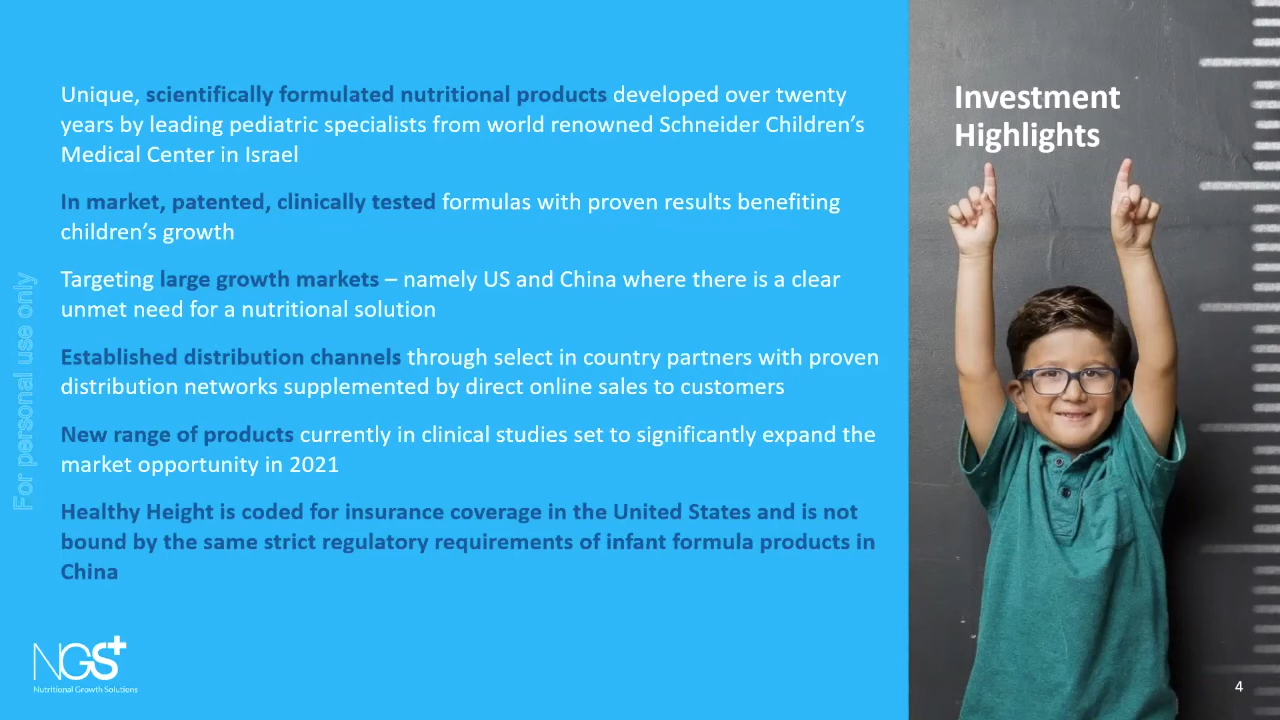 Unique, scientifically formulated nutritional products developed over twenty
years by leading pediatric specialists from world renowned Schneider Children's
Medical Center in Israel
In market, patented, clinically tested formulas with proven results benefiting
children's growth
Targeting large growth markets – namely US and China where there is a clear
unmet need for a nutritional solution
Established distribution channels through select in country partners with proven
distribution networks supplemented by direct online sales to customers
New range of products currently in clinical studies set to significantly expand the
market opportunity in 2021
Healthy Height is coded for insurance coverage in the United States and is not
bound by the same strict regulatory requirements of infant formula products in
China
Investment
Highlights
For personal use only
NGS+
Nutritional Growth Solutions
4